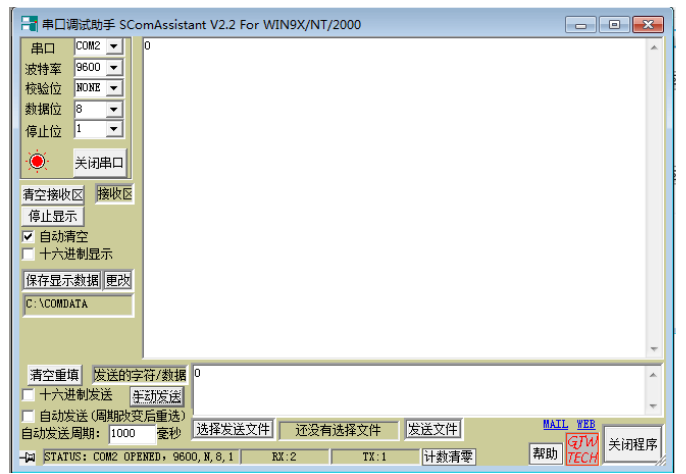 串口调试助手 SComAssistant V2.2 For WIN9X/NT/2000
串口 COM2
波特率 9600
校验位 NONE
数据位 8
停止位 1
关闭串口
0
清空接收区 接收区
停止显示
自动清空
十六进制显示
保存显示数据 更改
C:\COMDATA
清空重填 发送的字符/数据
0
十六进制发送 手动发送
自动发送(周期改变后重选)
自动发送周期: 1000 毫秒
选择发送文件 还没有选择文件 发送文件
MAIL WEB
STATUS: COM2 OPENED, 9600,N,8,1 RX:2 TX:1 计数清零 帮助
GJW
TECH
关闭程序